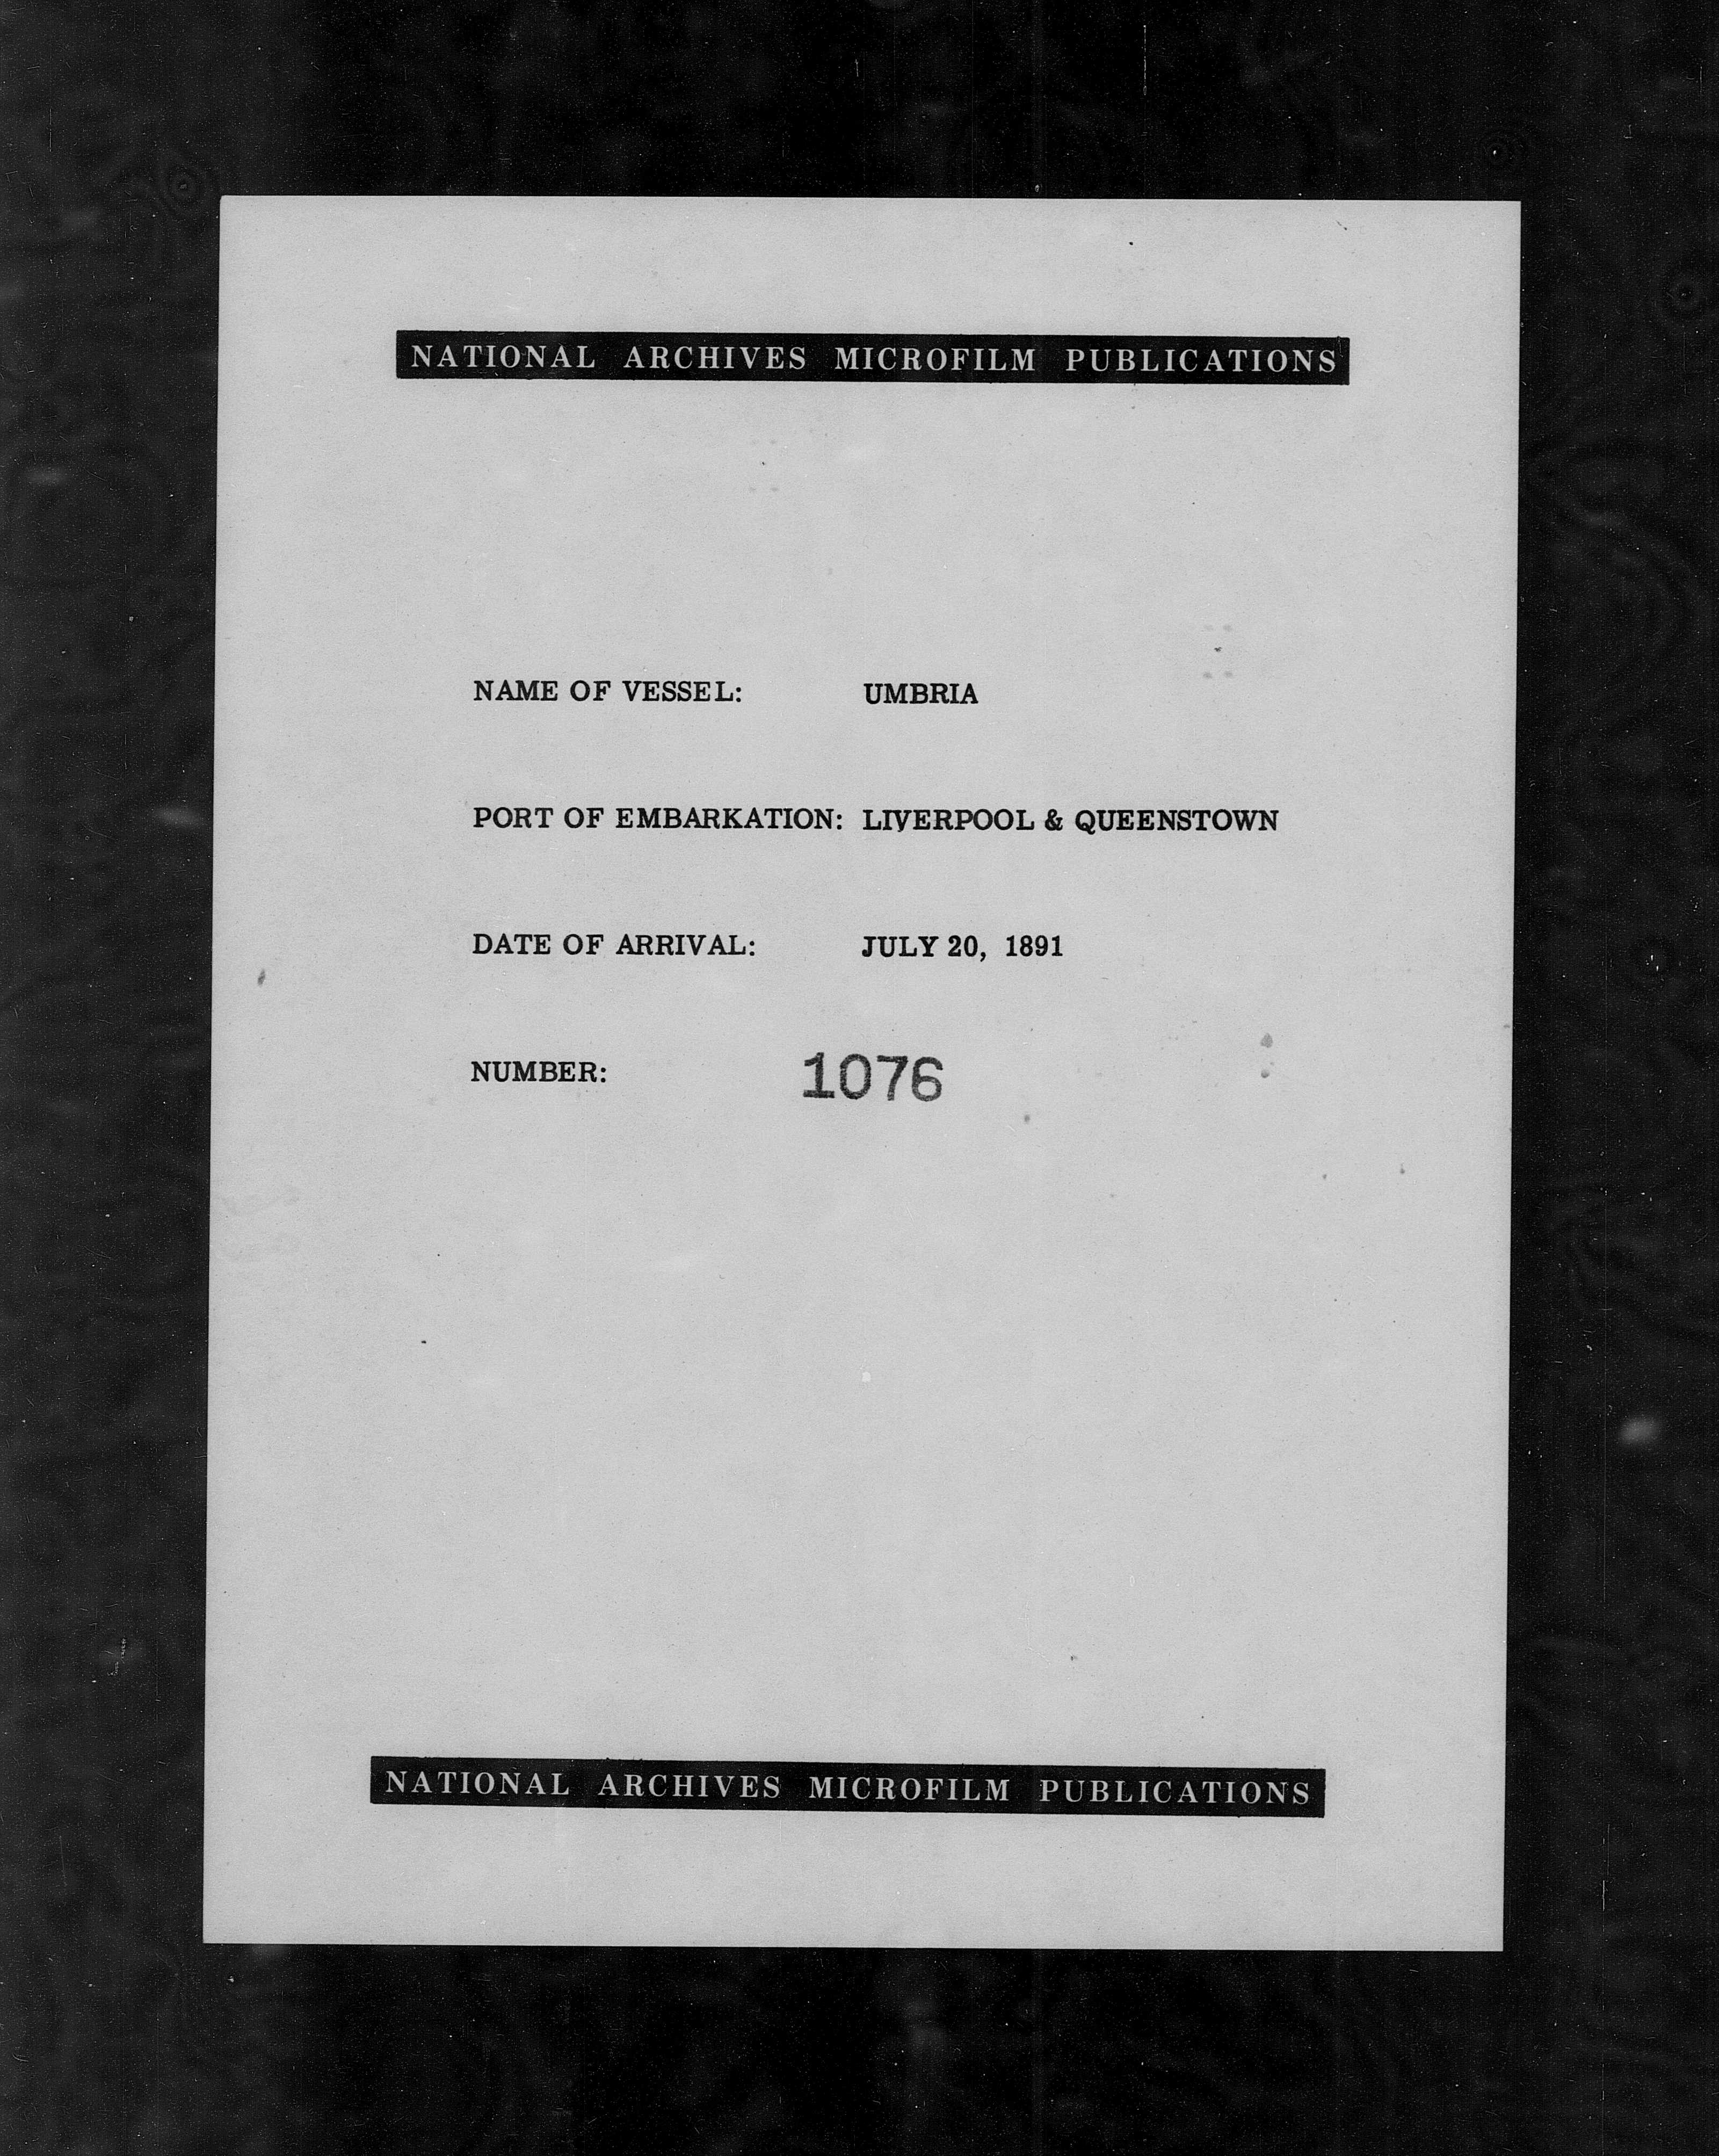 NATIONAL ARCHIVES MICROFILM PUBLICATIONS
NAME OF VESSEL: UMBRIA
PORT OF EMBARKATION: LIVERPOOL & QUEENSTOWN
DATE OF ARRIVAL: JULY 20, 1891
NUMBER: 1076
NATIONAL ARCHIVES MICROFILM PUBLICATIONS